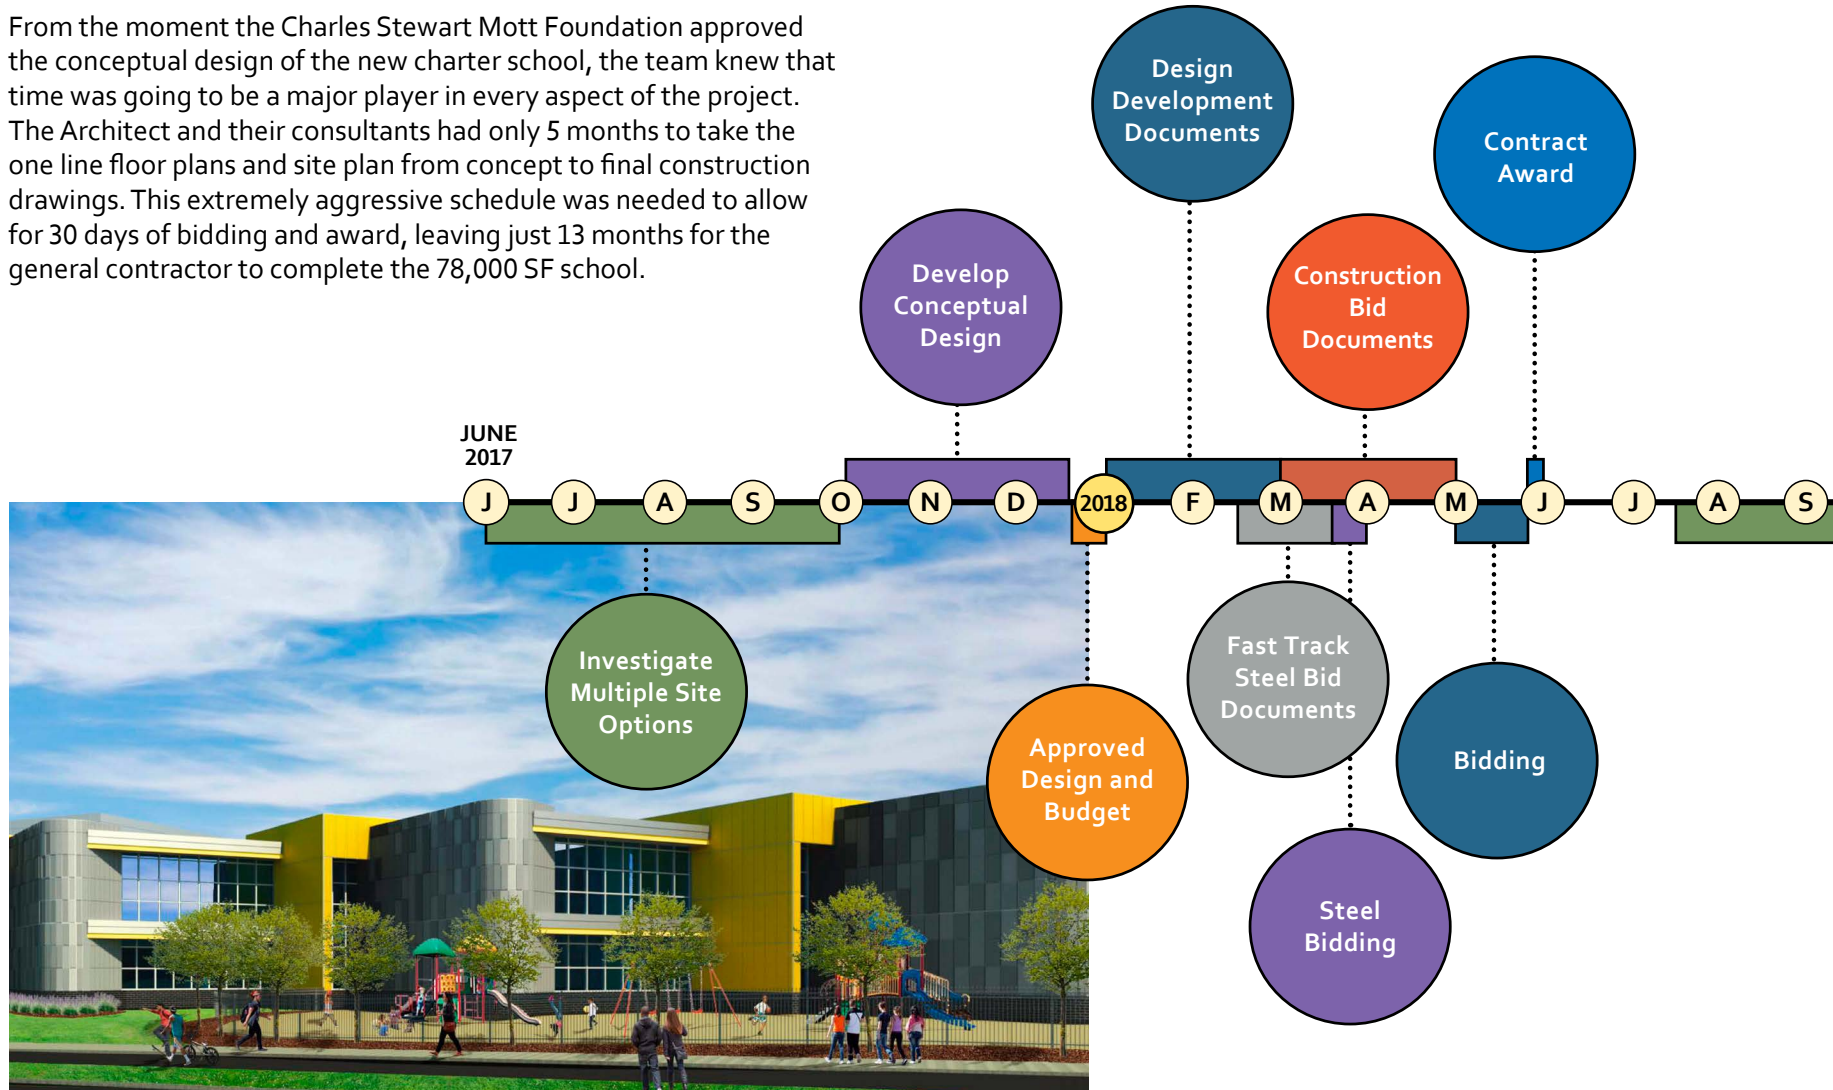 From the moment the Charles Stewart Mott Foundation approved
the conceptual design of the new charter school, the team knew that
time was going to be a major player in every aspect of the project.
The Architect and their consultants had only 5 months to take the
one line floor plans and site plan from concept to final construction
drawings. This extremely aggressive schedule was needed to allow
for 30 days of bidding and award, leaving just 13 months for the
general contractor to complete the 78,000 SF school.
Design
Development
Documents
Contract
Award
Develop
Conceptual
Design
Construction
Bid
Documents
JUNE
2017
J J A S O N D 2018 F M A M J J A S
Investigate
Multiple Site
Options
Approved
Design and
Budget
Fast Track
Steel Bid
Documents
Bidding
Steel
Bidding